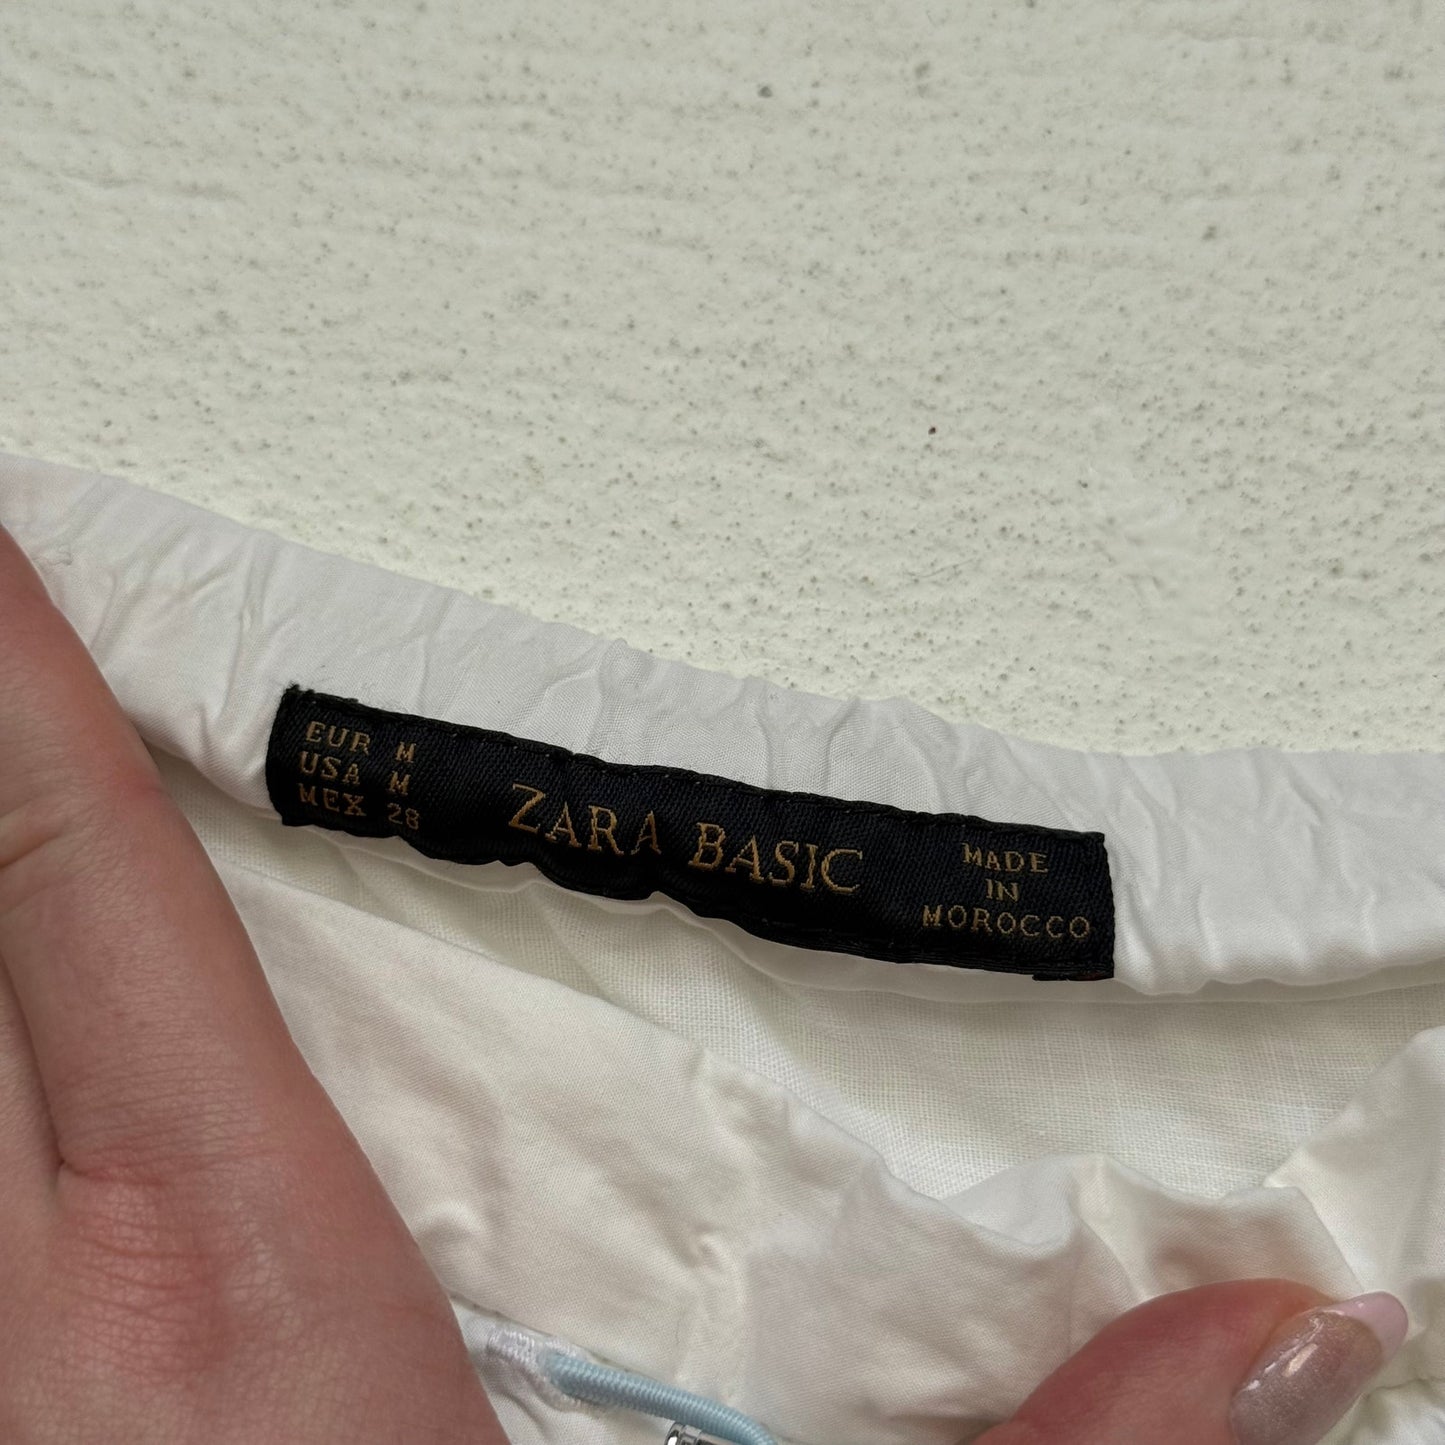 EUR M
USA M
MEX 28
ZARA BASIC
MADE
IN
MOROCCO